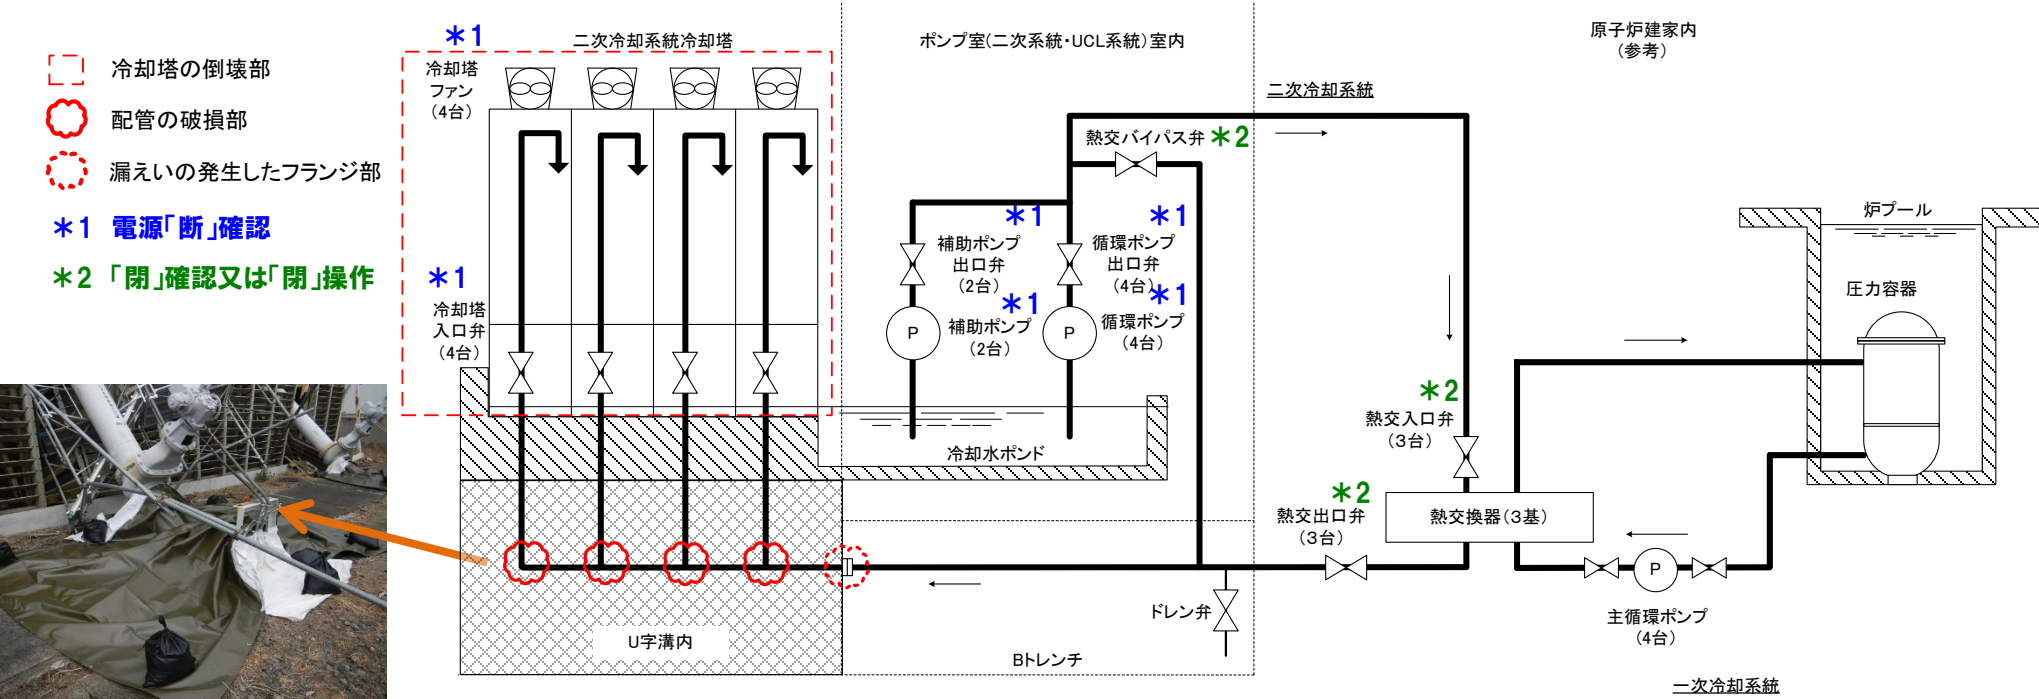 冷却塔の倒壊部
配管の破損部
漏えいの発生したフランジ部
＊1 電源「断」確認
＊2 「閉」確認又は「閉」操作
＊1
二次冷却系統冷却塔
冷却塔
ファン
(4台)
＊1
冷却塔
入口弁
(4台)
U字溝内
ポンプ室(二次系統・UCL系統)室内
熱交バイパス弁 ＊2
＊1
補助ポンプ
出口弁
(2台)
＊1
循環ポンプ
出口弁
(4台)
P
＊1
補助ポンプ
(2台)
P
＊1
循環ポンプ
(4台)
冷却水ポンド
ドレン弁
Bトレンチ
原子炉建家内
(参考)
二次冷却系統
＊2
熱交入口弁
(3台)
＊2
熱交出口弁
(3台)
熱交換器(3基)
炉プール
圧力容器
P
主循環ポンプ
(4台)
一次冷却系統